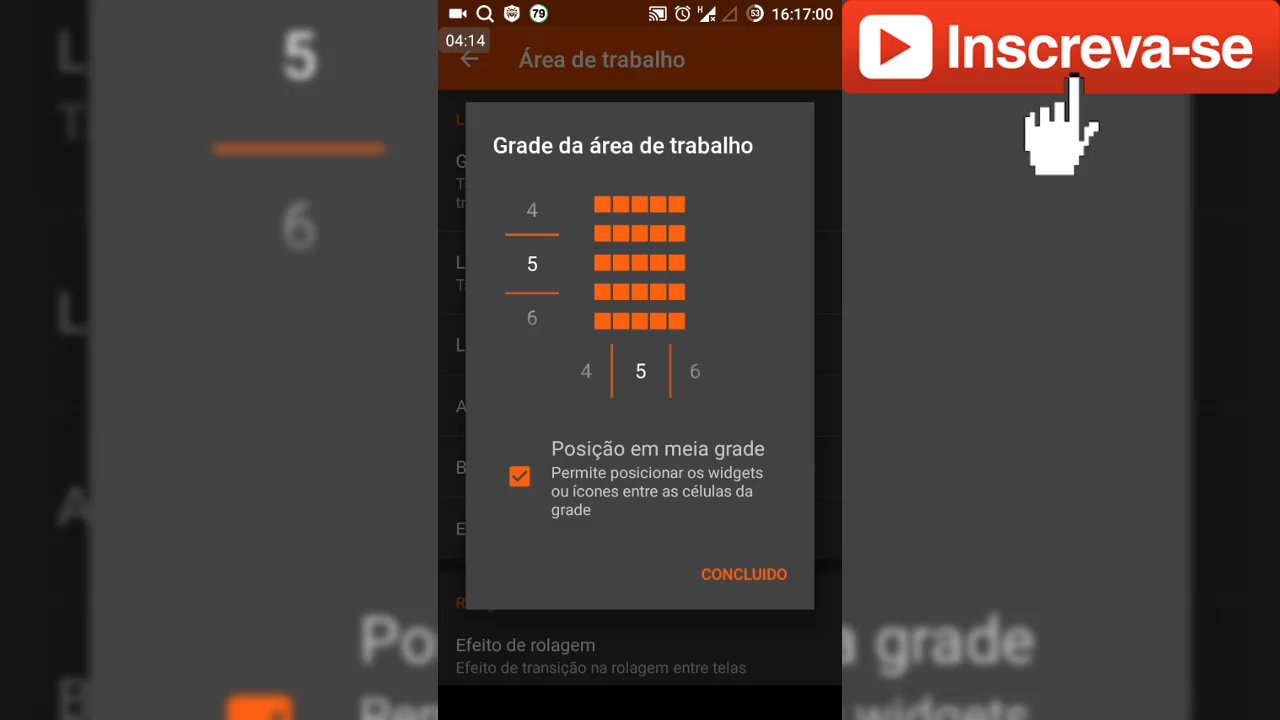 79
53
16:17:00
04:14
Área de trabalho
Inscreva-se
Grade da área de trabalho
4
5
6
4 5 6
Posição em meia grade
Permite posicionar os widgets
ou ícones entre as células da
grade
CONCLUIDO
Efeito de rolagem
Efeito de transição na rolagem entre telas
5
6